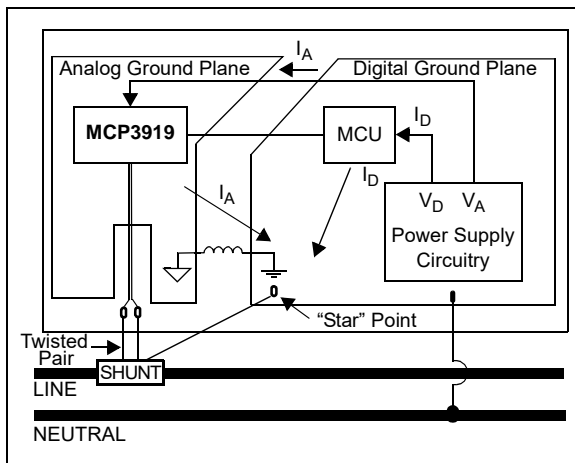 I_A
Analog Ground Plane
Digital Ground Plane
MCP3919
MCU
I_D
I_A
I_D
V_D V_A
Power Supply
Circuitry
“Star” Point
Twisted
Pair
SHUNT
LINE
NEUTRAL